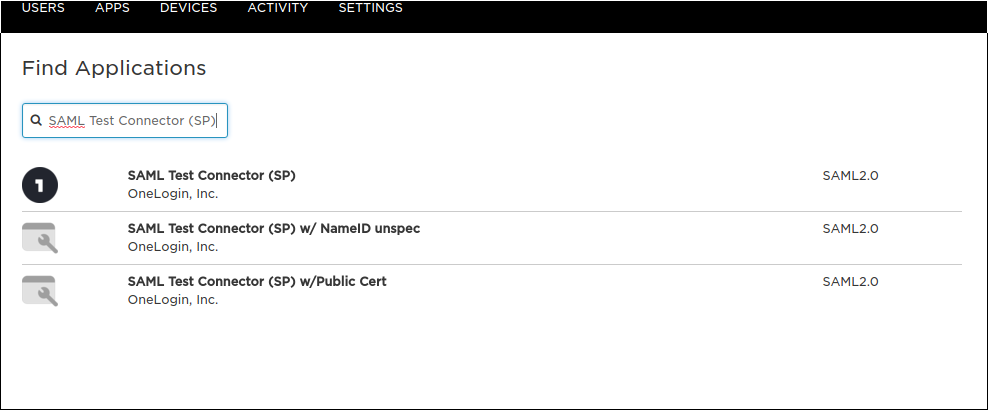 USERS APPS DEVICES ACTIVITY SETTINGS
Find Applications
SAML Test Connector (SP)
1 SAML Test Connector (SP) SAML2.0
OneLogin, Inc.
SAML Test Connector (SP) w/ NameID unspec SAML2.0
OneLogin, Inc.
SAML Test Connector (SP) w/Public Cert SAML2.0
OneLogin, Inc.